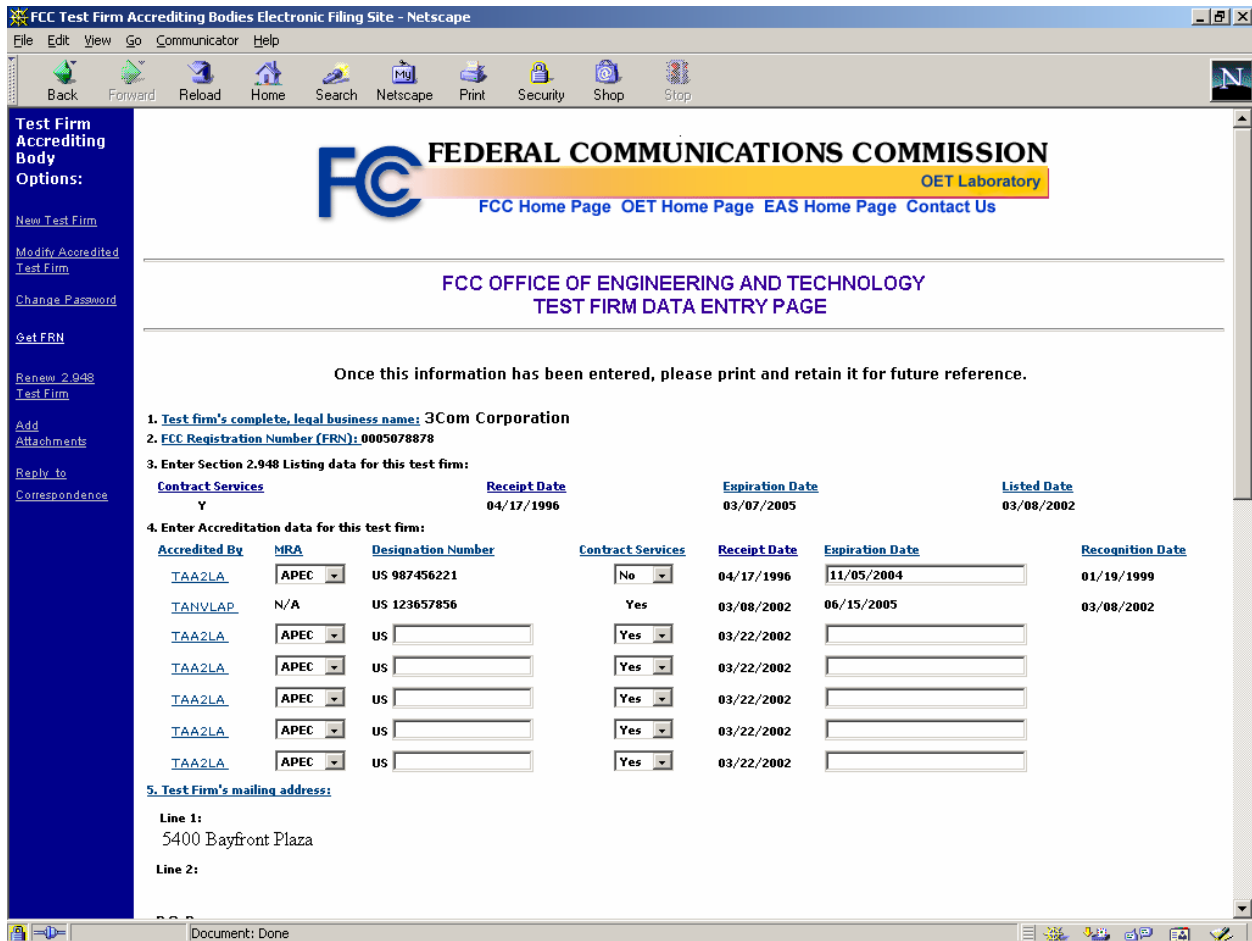 FCC Test Firm Accrediting Bodies Electronic Filing Site - Netscape
File Edit View Go Communicator Help
My
Back Forward Reload Home Search Netscape Print Security Shop Stop
N
Test Firm
Accrediting
Body
Options:
New Test Firm
Modify Accredited
Test Firm
Change Password
Get FRN
Renew 2.948
Test Firm
Add
Attachments
Reply to
Correspondence
FC FEDERAL COMMUNICATIONS COMMISSION
OET Laboratory
FCC Home Page OET Home Page EAS Home Page Contact Us
FCC OFFICE OF ENGINEERING AND TECHNOLOGY
TEST FIRM DATA ENTRY PAGE
Once this information has been entered, please print and retain it for future reference.
1. Test firm's complete, legal business name: 3Com Corporation
2. FCC Registration Number (FRN): 0005078878
3. Enter Section 2.948 Listing data for this test firm:
Contract Services Receipt Date Expiration Date Listed Date
Y 04/17/1996 03/07/2005 03/08/2002
4. Enter Accreditation data for this test firm:
Accredited By MRA Designation Number Contract Services Receipt Date Expiration Date Recognition Date
TAA2LA APEC US 987456221 No 04/17/1996 11/05/2004 01/19/1999
TANVLAP N/A US 123657856 Yes 03/08/2002 06/15/2005 03/08/2002
TAA2LA APEC US Yes 03/22/2002
TAA2LA APEC US Yes 03/22/2002
TAA2LA APEC US Yes 03/22/2002
TAA2LA APEC US Yes 03/22/2002
TAA2LA APEC US Yes 03/22/2002
5. Test Firm's mailing address:
Line 1:
5400 Bayfront Plaza
Line 2:
Document: Done